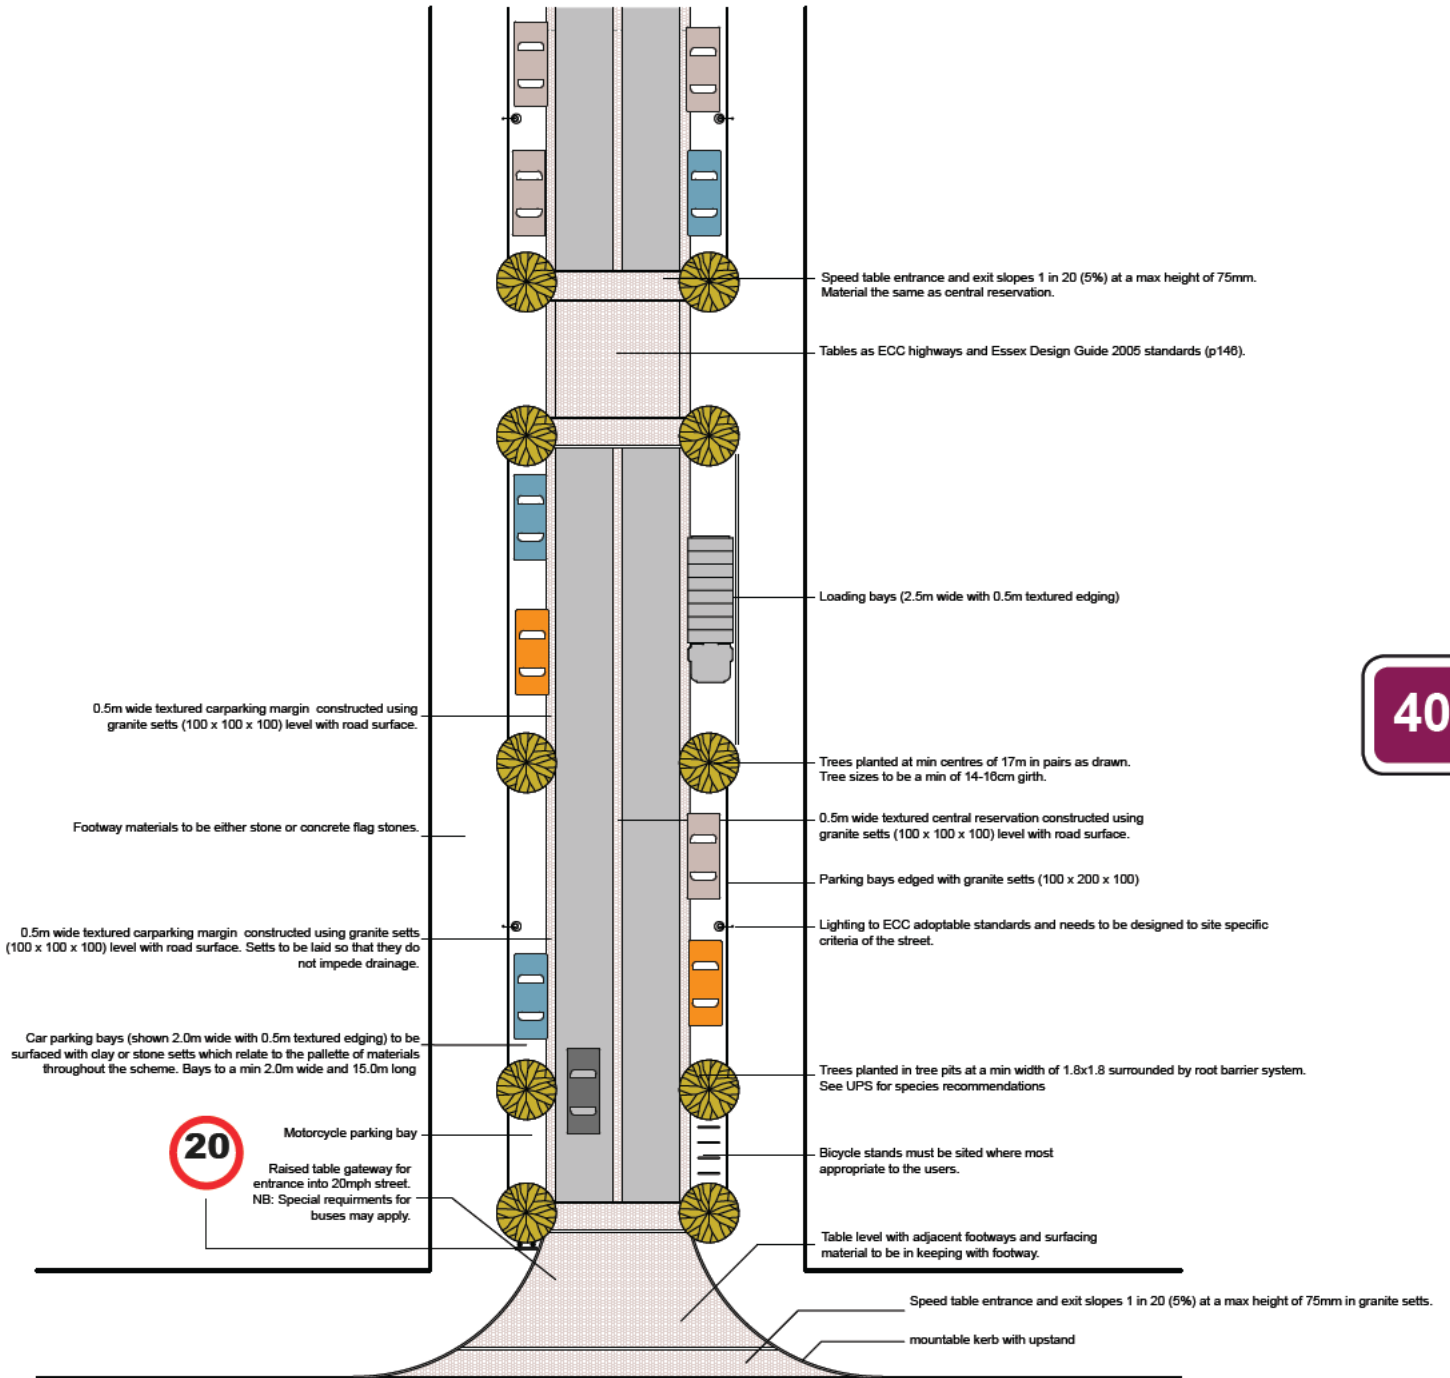 Speed table entrance and exit slopes 1 in 20 (5%) at a max height of 75mm.
Material the same as central reservation.
Tables as ECC highways and Essex Design Guide 2005 standards (p146).
Loading bays (2.5m wide with 0.5m textured edging)
40
0.5m wide textured carparking margin constructed using
granite setts (100 x 100 x 100) level with road surface.
Trees planted at min centres of 17m in pairs as drawn.
Tree sizes to be a min of 14-16cm girth.
Footway materials to be either stone or concrete flag stones.
0.5m wide textured central reservation constructed using
granite setts (100 x 100 x 100) level with road surface.
Parking bays edged with granite setts (100 x 200 x 100)
0.5m wide textured carparking margin constructed using granite setts
(100 x 100 x 100) level with road surface. Setts to be laid so that they do
not impede drainage.
Lighting to ECC adoptable standards and needs to be designed to site specific
criteria of the street.
Car parking bays (shown 2.0m wide with 0.5m textured edging) to be
surfaced with clay or stone setts which relate to the pallette of materials
throughout the scheme. Bays to a min 2.0m wide and 15.0m long
Trees planted in tree pits at a min width of 1.8x1.8 surrounded by root barrier system.
See UPS for species recommendations
20
Motorcycle parking bay
Bicycle stands must be sited where most
appropriate to the users.
Raised table gateway for
entrance into 20mph street.
NB: Special requirments for
buses may apply.
Table level with adjacent footways and surfacing
material to be in keeping with footway.
Speed table entrance and exit slopes 1 in 20 (5%) at a max height of 75mm in granite setts.
mountable kerb with upstand